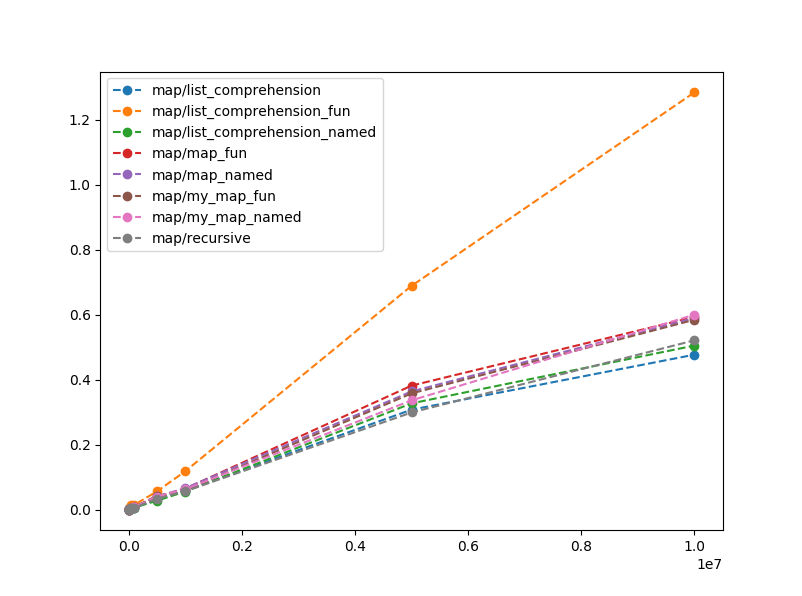 map/list_comprehension
map/list_comprehension_fun
map/list_comprehension_named
map/map_fun
map/map_named
map/my_map_fun
map/my_map_named
map/recursive
1.2
1.0
0.8
0.6
0.4
0.2
0.0
0.0 0.2 0.4 0.6 0.8 1.0
1e7